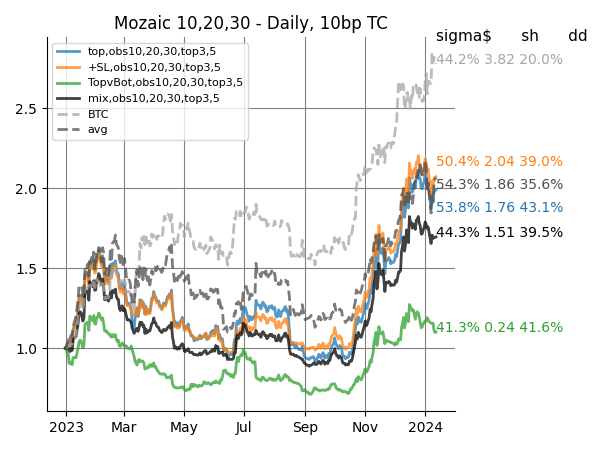 Mozaic 10,20,30 - Daily, 10bp TC
sigma$ sh dd
top,obs10,20,30,top3,5
+SL,obs10,20,30,top3,5
TopvBot,obs10,20,30,top3,5
mix,obs10,20,30,top3,5
BTC
avg
44.2% 3.82 20.0%
50.4% 2.04 39.0%
54.3% 1.86 35.6%
53.8% 1.76 43.1%
44.3% 1.51 39.5%
41.3% 0.24 41.6%
2.5
2.0
1.5
1.0
2023 Mar May Jul Sep Nov 2024